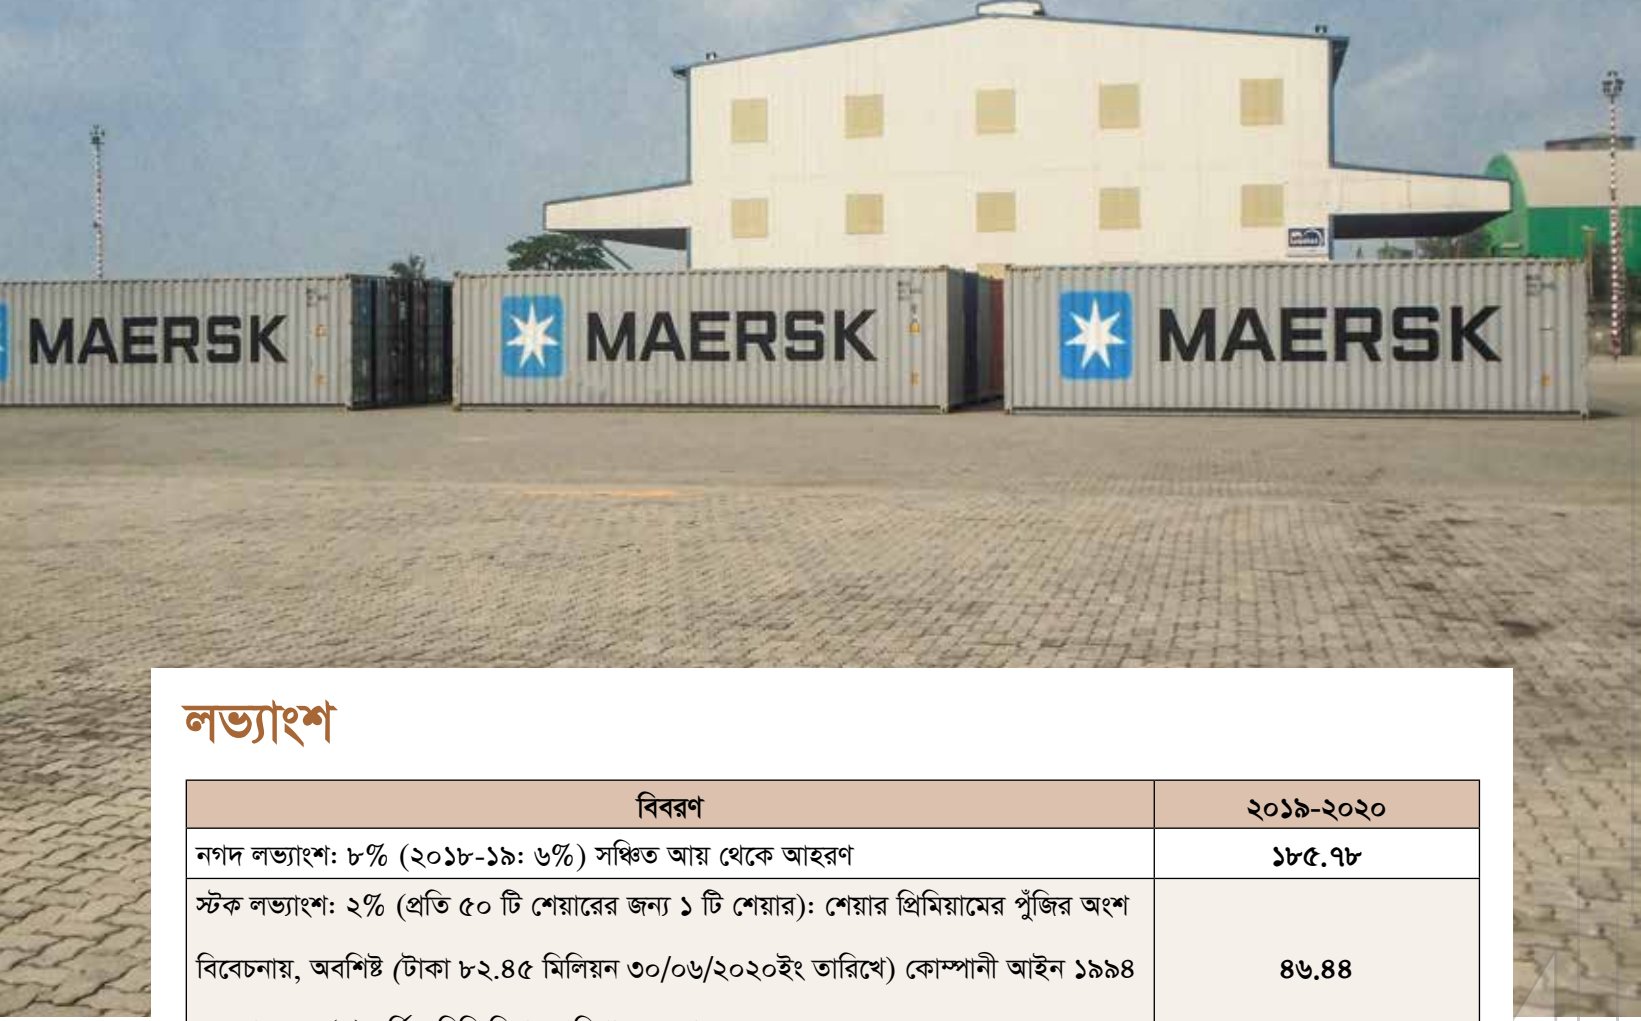 MAERSK
MAERSK
MAERSK
লভ্যাংশ
বিবরণ
২০১৯-২০২০
নগদ লভ্যাংশ: ৮% (২০১৮-১৯: ৬%) সঞ্চিত আয় থেকে আহরণ
১৮৫.৭৮
স্টক লভ্যাংশ: ২% (প্রতি ৫০ টি শেয়ারের জন্য ১ টি শেয়ার): শেয়ার প্রিমিয়ামের পুঁজির অংশ
বিবেচনায়, অবশিষ্ট (টাকা ৮২.৪৫ মিলিয়ন ৩০/০৬/২০২০ইং তারিখে) কোম্পানী আইন ১৯৯৪
৪৬.৪৪